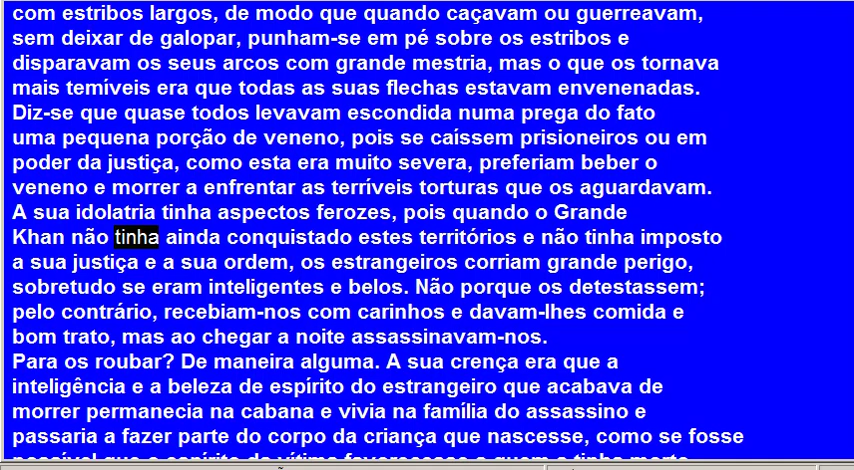 com estribos largos, de modo que quando caçavam ou guerreavam,
sem deixar de galopar, punham-se em pé sobre os estribos e
disparavam os seus arcos com grande mestria, mas o que os tornava
mais temíveis era que todas as suas flechas estavam envenenadas.
Diz-se que quase todos levavam escondida numa prega do fato
uma pequena porção de veneno, pois se caíssem prisioneiros ou em
poder da justiça, como esta era muito severa, preferiam beber o
veneno e morrer a enfrentar as terríveis torturas que os aguardavam.
A sua idolatria tinha aspectos ferozes, pois quando o Grande
Khan não tinha ainda conquistado estes territórios e não tinha imposto
a sua justiça e a sua ordem, os estrangeiros corriam grande perigo,
sobretudo se eram inteligentes e belos. Não porque os detestassem;
pelo contrário, recebiam-nos com carinhos e davam-lhes comida e
bom trato, mas ao chegar a noite assassinavam-nos.
Para os roubar? De maneira alguma. A sua crença era que a
inteligência e a beleza de espírito do estrangeiro que acabava de
morrer permanecia na cabana e vivia na família do assassino e
passaria a fazer parte do corpo da criança que nascesse, como se fosse
possível que o espírito da vítima favorecesse a quem a tinha morto